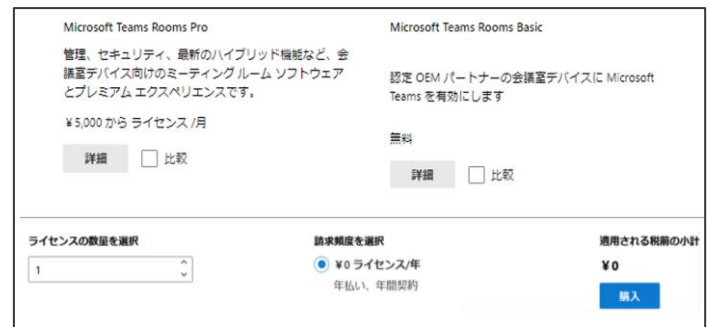 Microsoft Teams Rooms Pro
管理、セキュリティ、最新のハイブリッド機能など、会
議室デバイス向けのミーティング ルーム ソフトウェア
とプレミアム エクスペリエンスです。
¥5,000 から ライセンス /月
詳細
比較
Microsoft Teams Rooms Basic
認定 OEM パートナーの会議室デバイスに Microsoft
Teams を有効にします
無料
詳細
比較
ライセンスの数量を選択
1
請求頻度を選択
¥0 ライセンス/年
年払い、年間契約
適用される税前の小計
¥0
購入